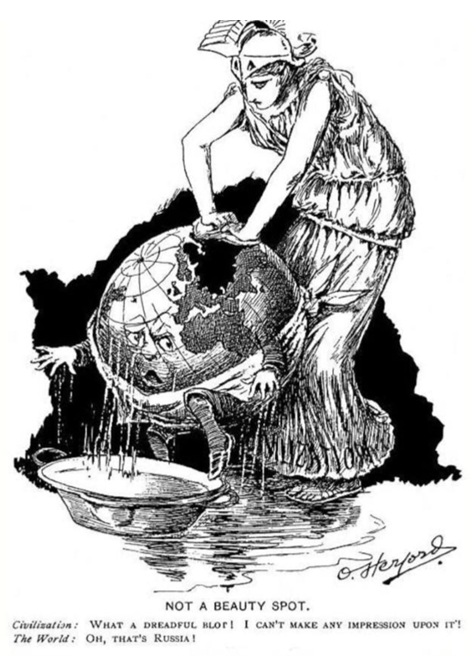 CIVILIZATION
O. Herford
NOT A BEAUTY SPOT.
Civilization: WHAT A DREADFUL BLOT! I CAN'T MAKE ANY IMPRESSION UPON IT!
The World: OH, THAT'S RUSSIA!